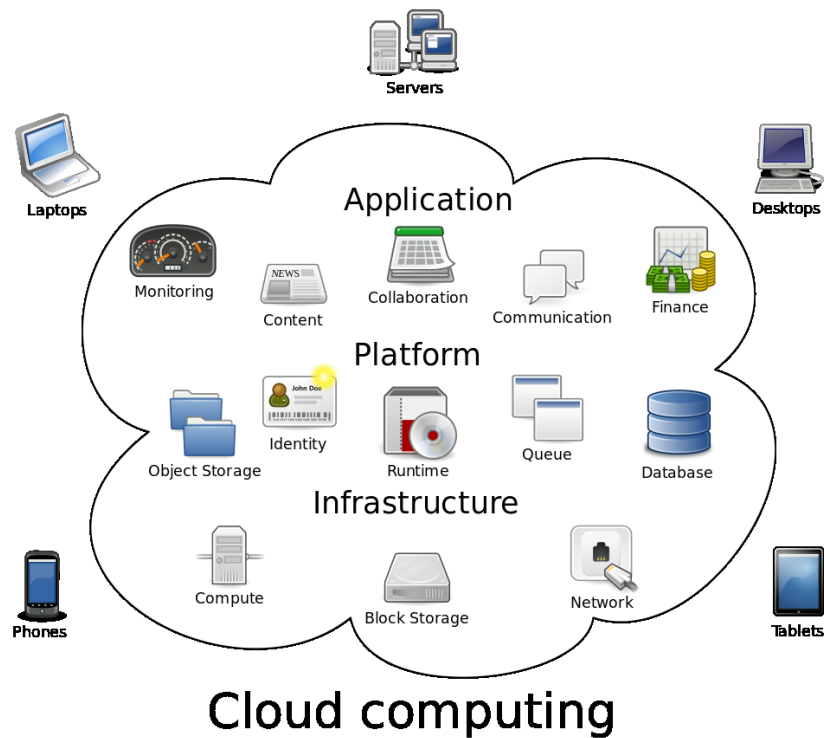 Servers
Laptops
Desktops
Application
Monitoring
NEWS
Content
Collaboration
Communication
Finance
Platform
John Doe
Object Storage
Identity
Runtime
Queue
Database
Infrastructure
Compute
Block Storage
Network
Phones
Tablets
Cloud computing